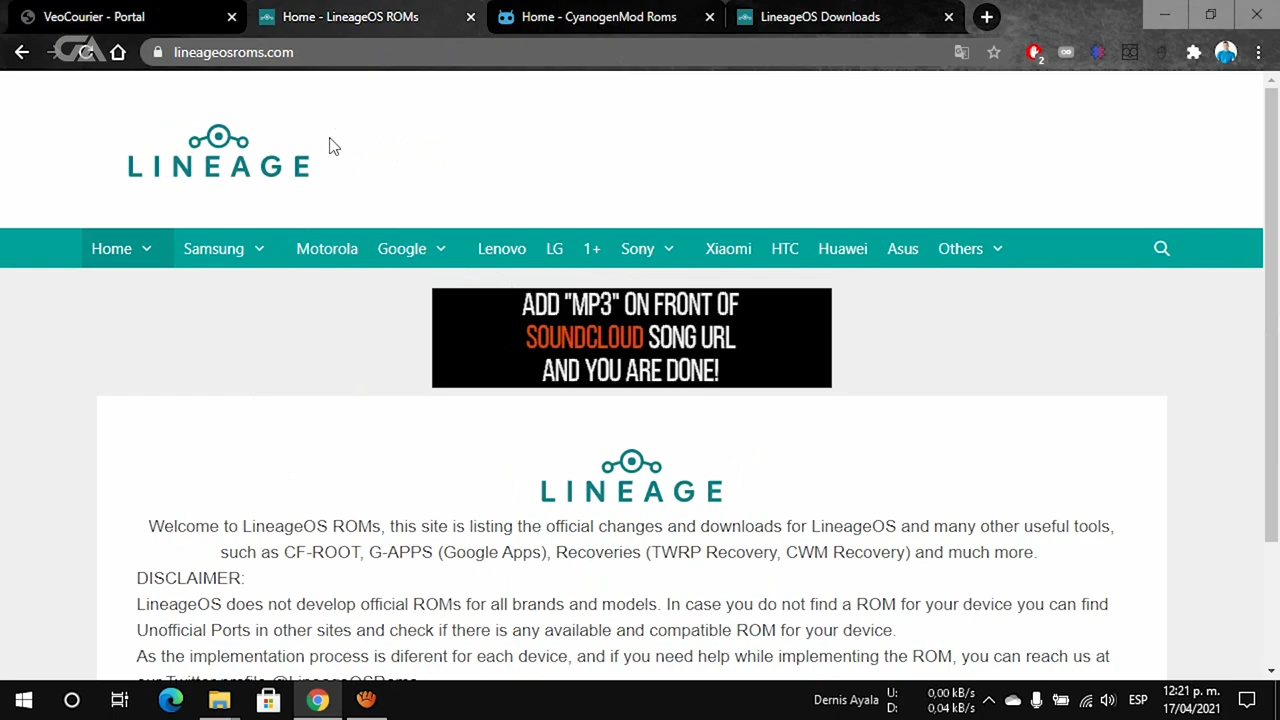 VeoCourier - Portal
Home - LineageOS ROMs
Home - CyanogenMod Roms
LineageOS Downloads
lineageosroms.com
2
LINEAGE
Home
Samsung
Motorola
Google
Lenovo
LG
1+
Sony
Xiaomi
HTC
Huawei
Asus
Others
ADD "MP3" ON FRONT OF
SOUNDCLOUD SONG URL
AND YOU ARE DONE!
LINEAGE
Welcome to LineageOS ROMs, this site is listing the official changes and downloads for LineageOS and many other useful tools,
such as CF-ROOT, G-APPS (Google Apps), Recoveries (TWRP Recovery, CWM Recovery) and much more.
DISCLAIMER:
LineageOS does not develop official ROMs for all brands and models. In case you do not find a ROM for your device you can find
Unofficial Ports in other sites and check if there is any available and compatible ROM for your device.
As the implementation process is diferent for each device, and if you need help while implementing the ROM, you can reach us at
our Twitter profile @LineageOSRoms
Dernis Ayala
U: 0,00 kB/s
D: 0,04 kB/s
ESP
12:21 p. m.
17/04/2021